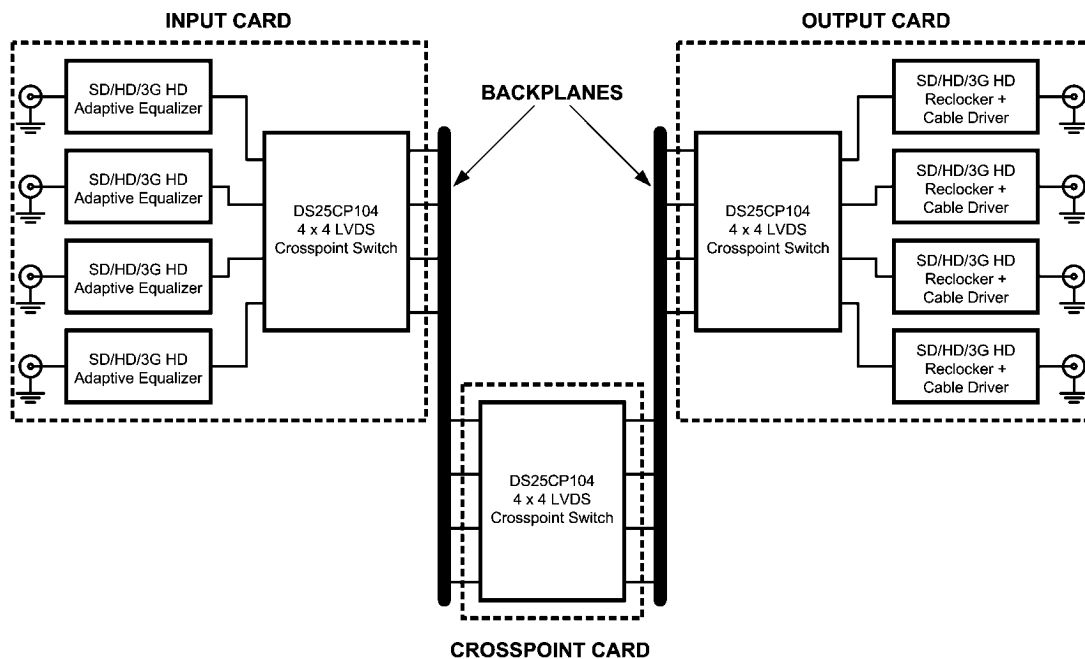 INPUT CARD
SD/HD/3G HD
Adaptive Equalizer
SD/HD/3G HD
Adaptive Equalizer
SD/HD/3G HD
Adaptive Equalizer
SD/HD/3G HD
Adaptive Equalizer
DS25CP104
4 x 4 LVDS
Crosspoint Switch
BACKPLANES
OUTPUT CARD
DS25CP104
4 x 4 LVDS
Crosspoint Switch
SD/HD/3G HD
Reclocker +
Cable Driver
SD/HD/3G HD
Reclocker +
Cable Driver
SD/HD/3G HD
Reclocker +
Cable Driver
SD/HD/3G HD
Reclocker +
Cable Driver
DS25CP104
4 x 4 LVDS
Crosspoint Switch
CROSSPOINT CARD